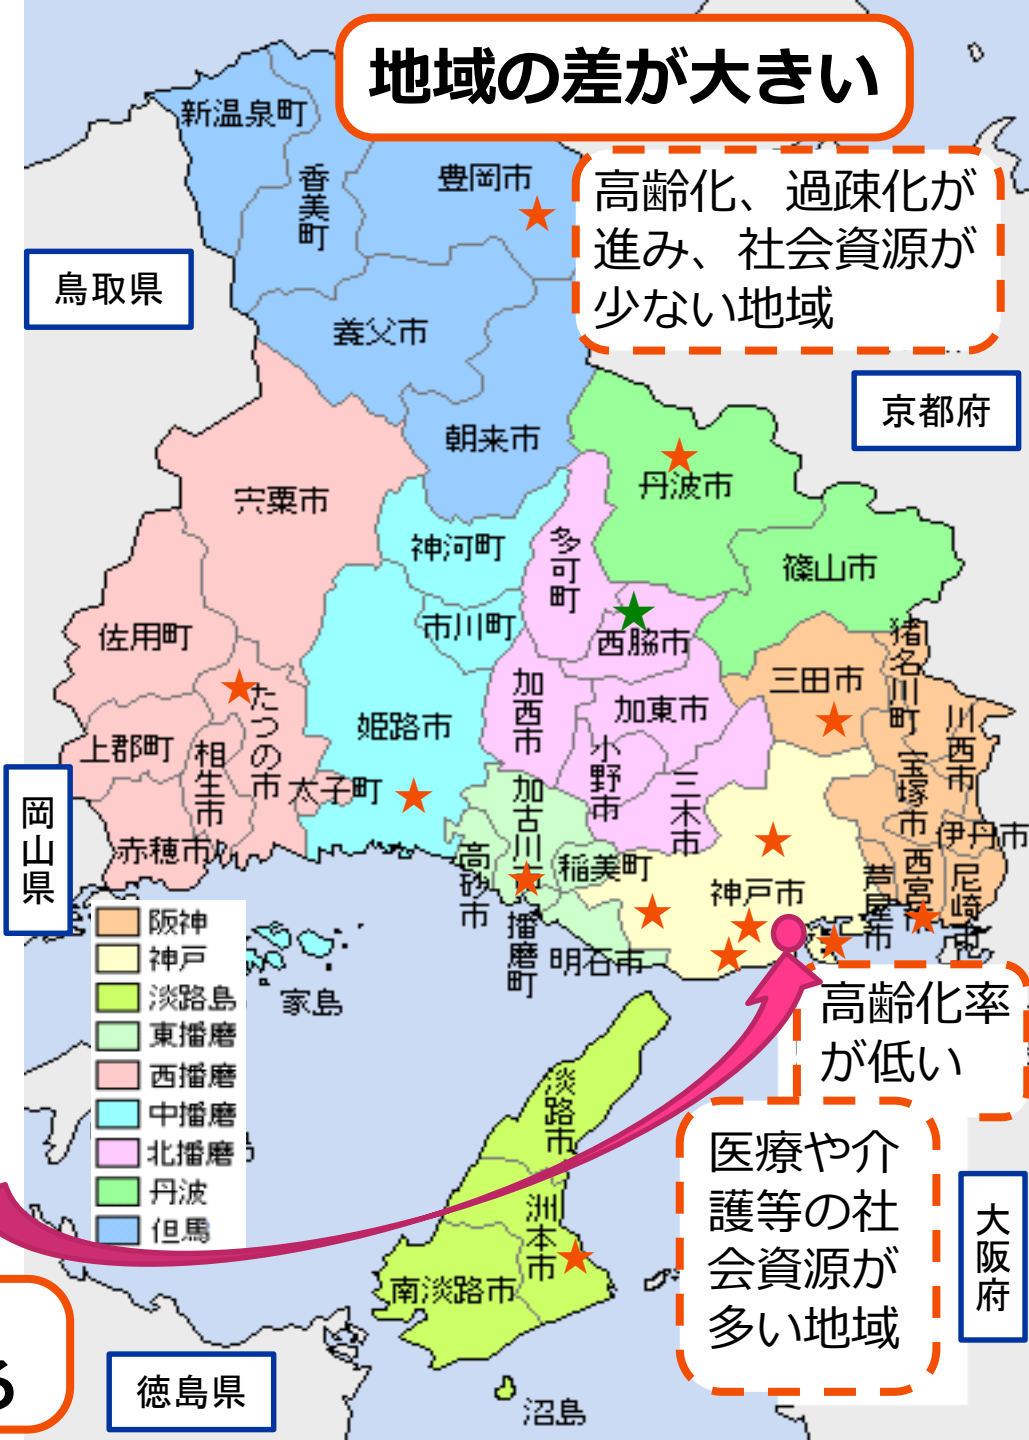 地域の差が大きい
新温泉町
香美町
豊岡市
高齢化、過疎化が
進み、社会資源が
少ない地域
鳥取県
養父市
京都府
朝来市
宍粟市
丹波市
神河町
多可町
篠山市
佐用町
市川町
西脇市
猪名川町
三田市
加西市
加東市
たつの市
姫路市
上郡町
相生市
小野市
川西市
宝塚市
三木市
太子町
加古川市
岡山県
赤穂市
高砂市
稲美町
伊丹市
神戸市
芦屋市
西宮市
尼崎市
播磨町
明石市
阪神
神戸
淡路島
東播磨
西播磨
中播磨
北播磨
丹波
但馬
家島
高齢化率
が低い
淡路市
医療や介
護等の社
会資源が
多い地域
洲本市
大阪府
南淡路市
る
徳島県
沼島